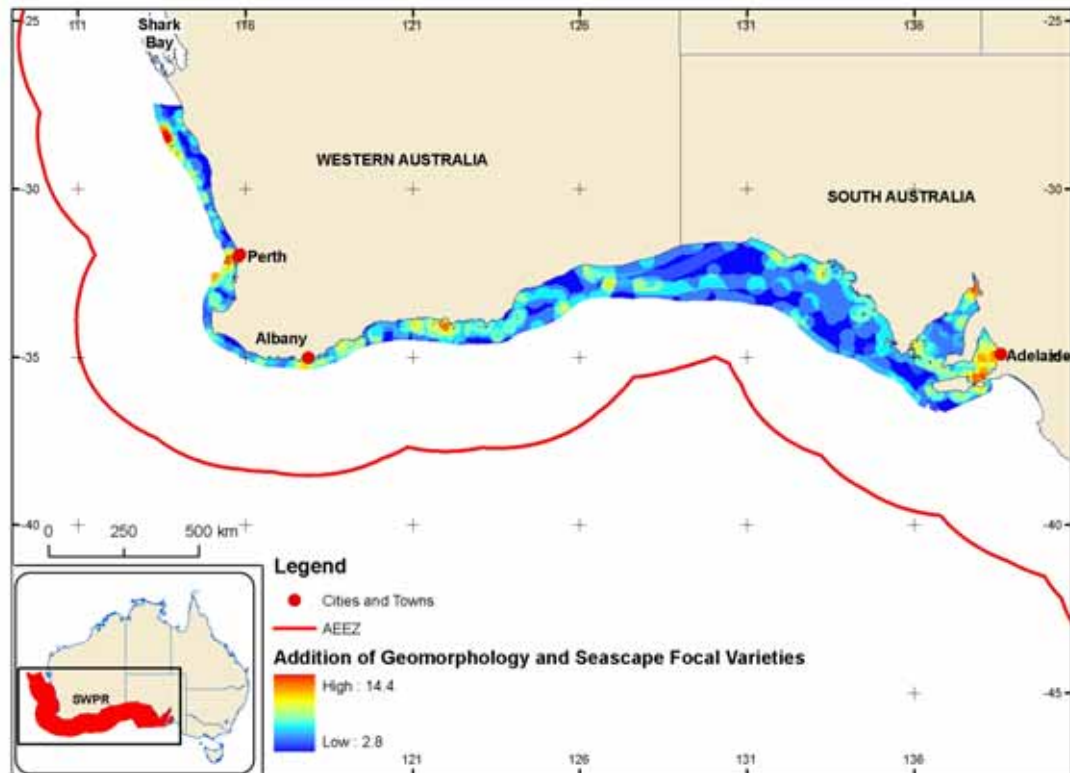 -25 111 116 121 126 131 136 -25
Shark
Bay
WESTERN AUSTRALIA
-30 -30
SOUTH AUSTRALIA
Perth
Albany
-35 Adelaide -35
-40 -40
0 250 500 km
Legend
Cities and Towns
AEEZ
Addition of Geomorphology and Seascape Focal Varieties
High : 14.4
Low : 2.8
-45
SWPR
121 126 131 136